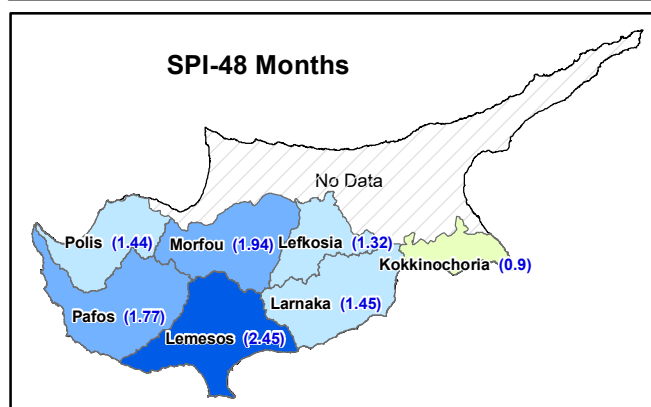 SPI-48 Months
No Data
Polis (1.44)
Morfou (1.94)
Lefkosia (1.32)
Kokkinochoria (0.9)
Pafos (1.77)
Larnaka (1.45)
Lemesos (2.45)